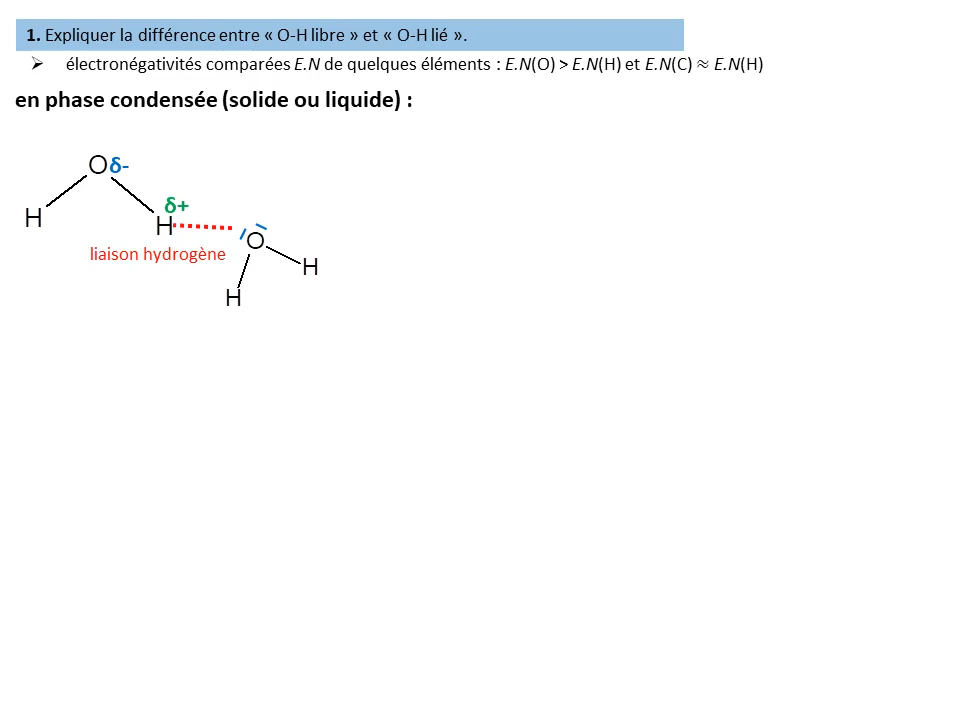 1. Expliquer la différence entre « O-H libre » et « O-H lié ».
➢ électronégativités comparées E.N de quelques éléments : E.N(O) > E.N(H) et E.N(C) ≈ E.N(H)
en phase condensée (solide ou liquide) :
O δ-
H
δ+
H
O
liaison hydrogène
H
H